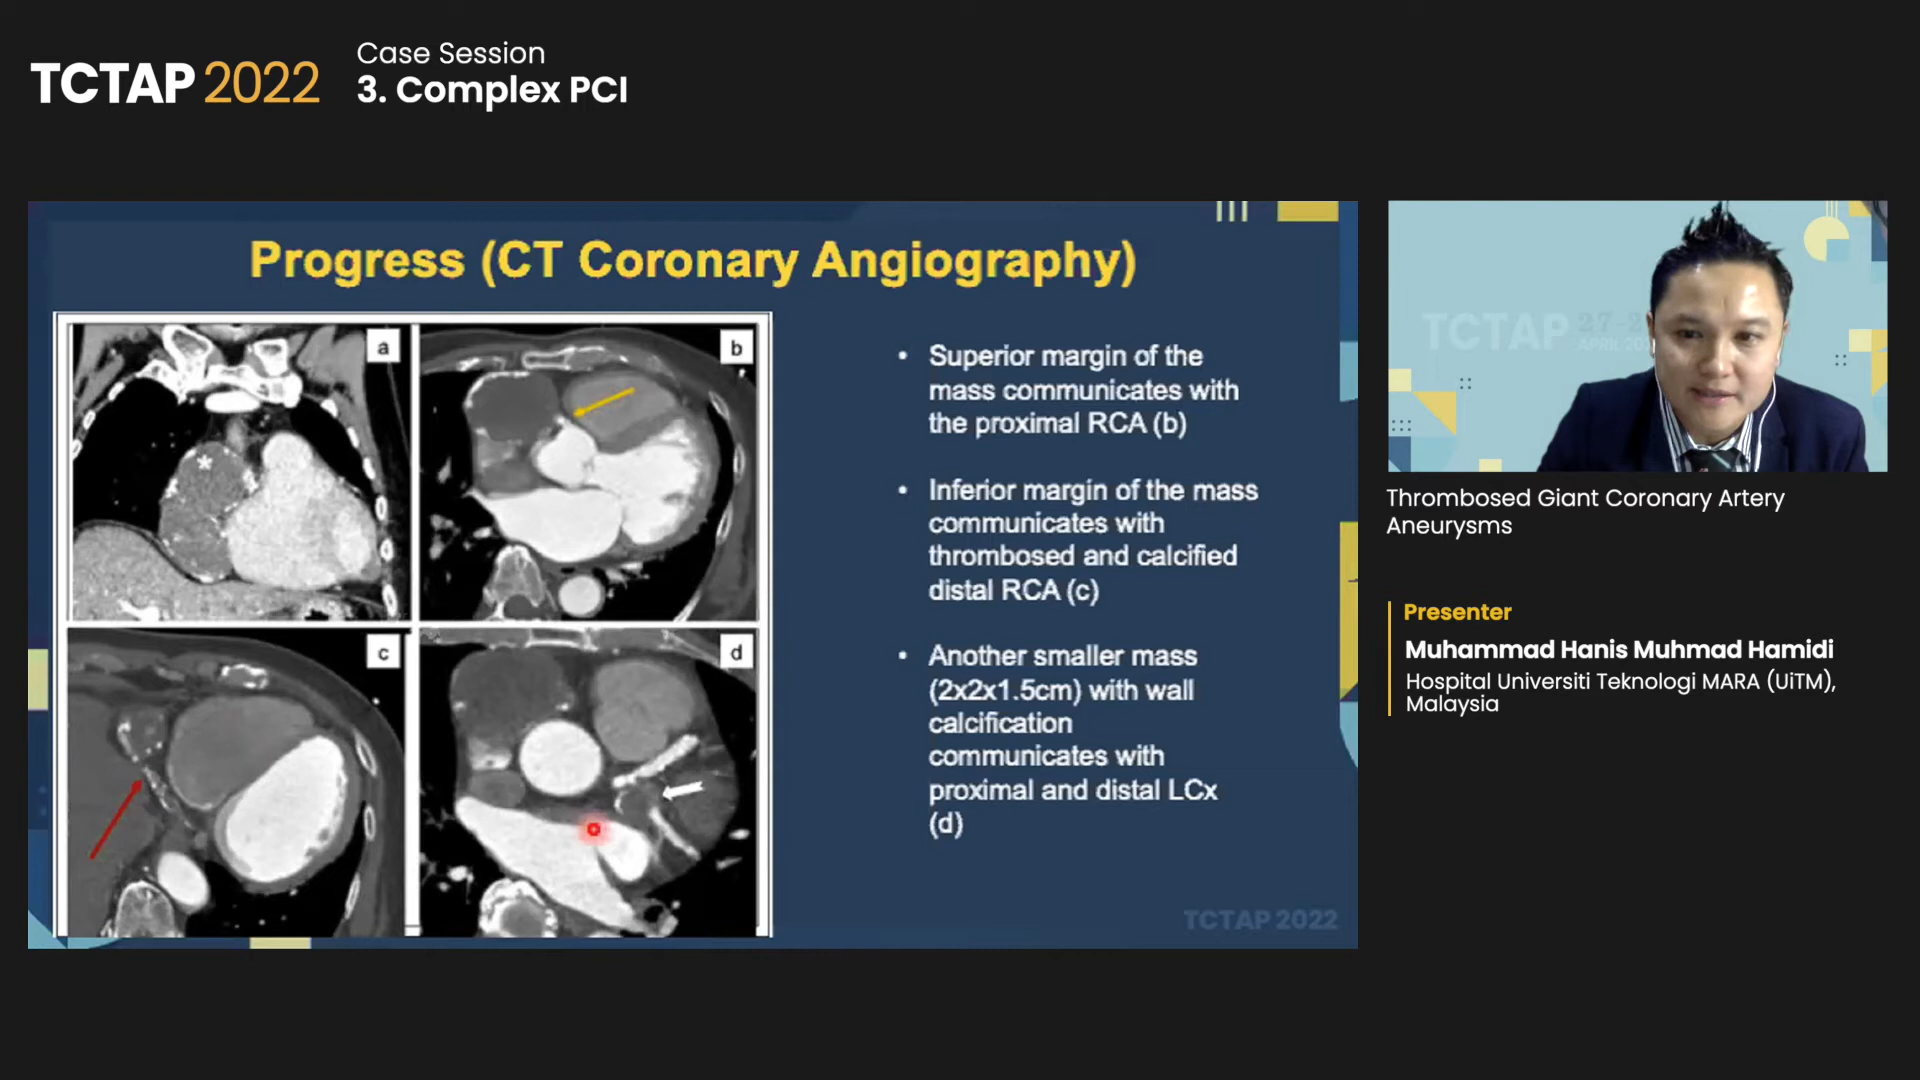 TCTAP 2022
Case Session
3. Complex PCI
Progress (CT Coronary Angiography)
a
b
c
d
• Superior margin of the
mass communicates with
the proximal RCA (b)
• Inferior margin of the mass
communicates with
thrombosed and calcified
distal RCA (c)
• Another smaller mass
(2x2x1.5cm) with wall
calcification
communicates with
proximal and distal LCx
(d)
TCTAP 2022
TCTAP
Thrombosed Giant Coronary Artery
Aneurysms
Presenter
Muhammad Hanis Muhmad Hamidi
Hospital Universiti Teknologi MARA (UiTM),
Malaysia